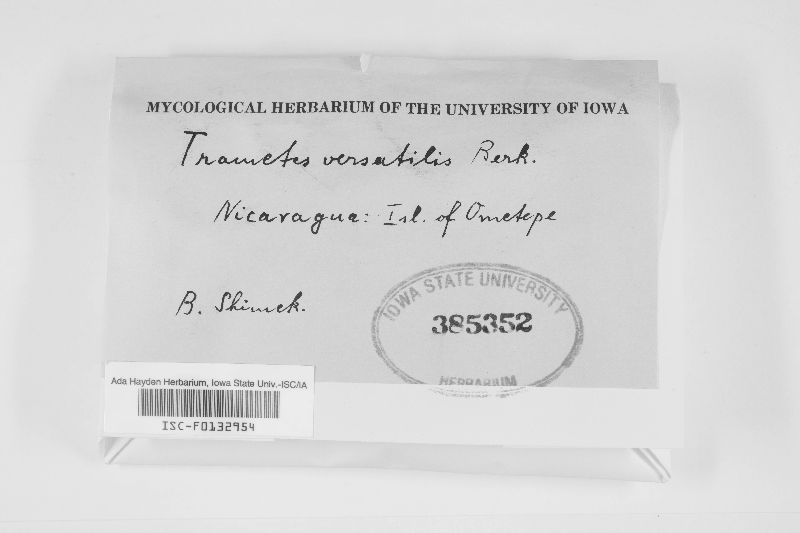 MYCOLOGICAL HERBARIUM OF THE UNIVERSITY OF IOWA
Trametes versatilis Berk.
Nicaragua: Isl. of Ometepe
B. Shimek.
IOWA STATE UNIVERSITY
385352
HERBARIUM
Ada Hayden Herbarium, Iowa State Univ.-ISC/IA
ISC-F0132954